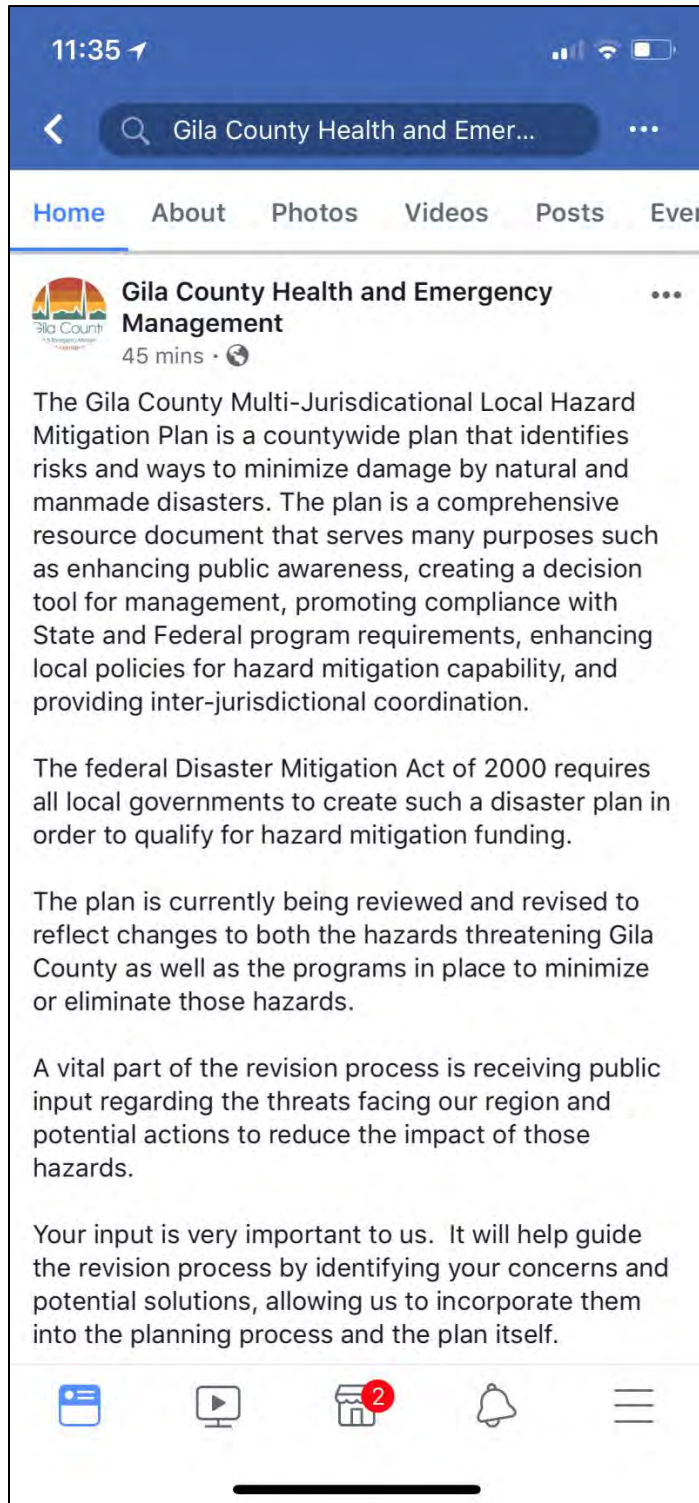 11:35
Gila County Health and Emer...
Home About Photos Videos Posts Ever
Gila County Health and Emergency
Management
45 mins ·
Gila County
The Gila County Multi-Jurisdicational Local Hazard
Mitigation Plan is a countywide plan that identifies
risks and ways to minimize damage by natural and
manmade disasters. The plan is a comprehensive
resource document that serves many purposes such
as enhancing public awareness, creating a decision
tool for management, promoting compliance with
State and Federal program requirements, enhancing
local policies for hazard mitigation capability, and
providing inter-jurisdictional coordination.
The federal Disaster Mitigation Act of 2000 requires
all local governments to create such a disaster plan in
order to qualify for hazard mitigation funding.
The plan is currently being reviewed and revised to
reflect changes to both the hazards threatening Gila
County as well as the programs in place to minimize
or eliminate those hazards.
A vital part of the revision process is receiving public
input regarding the threats facing our region and
potential actions to reduce the impact of those
hazards.
Your input is very important to us.  It will help guide
the revision process by identifying your concerns and
potential solutions, allowing us to incorporate them
into the planning process and the plan itself.
2